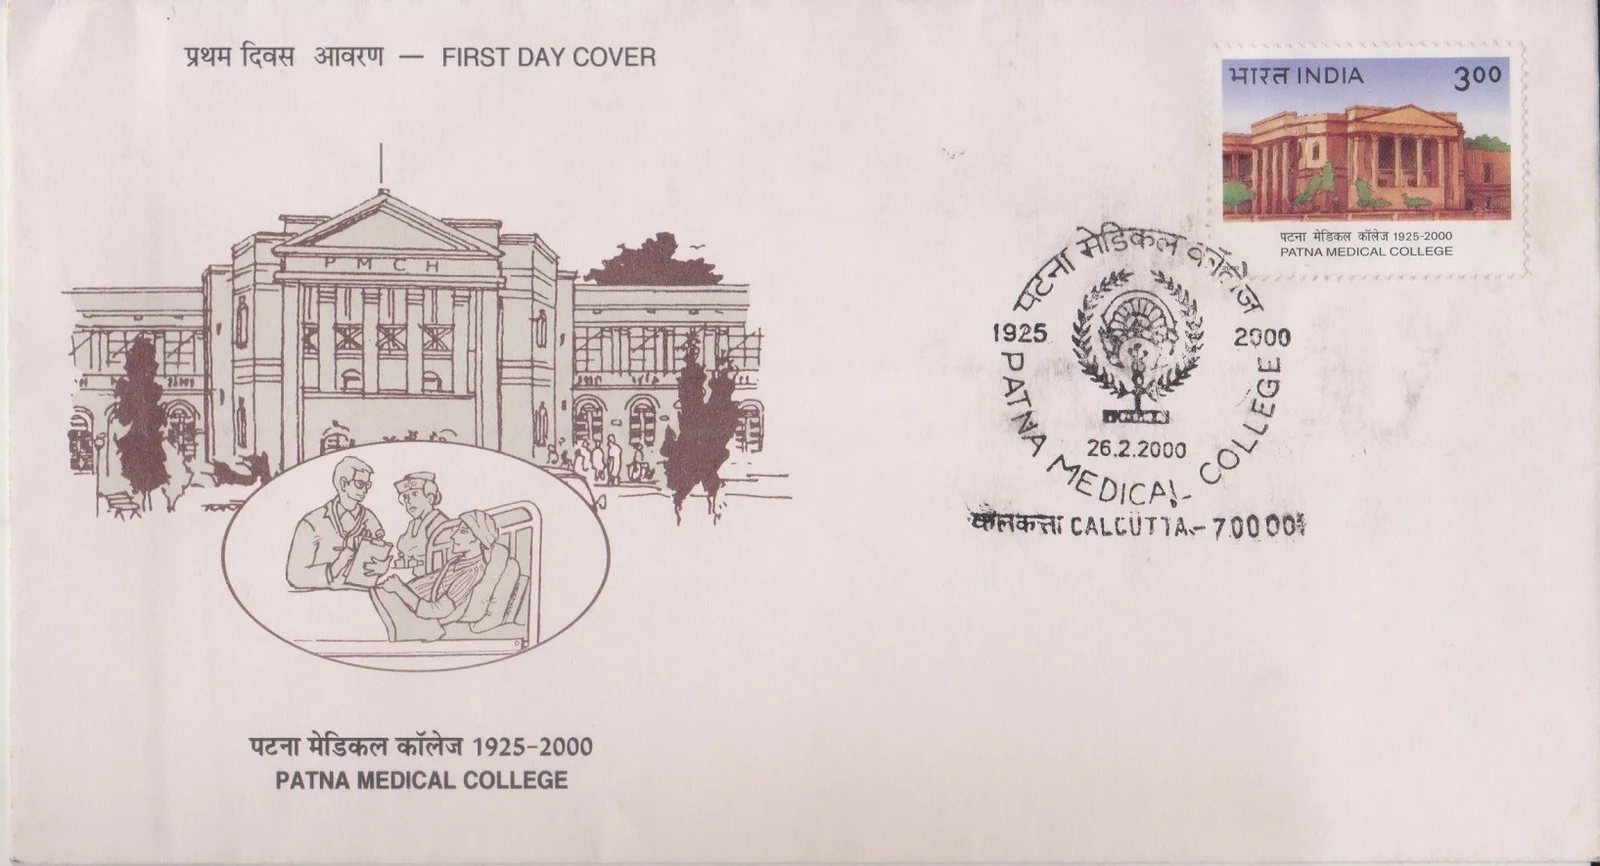 प्रथम दिवस आवरण — FIRST DAY COVER
भारत INDIA 3.00
पटना मेडिकल कॉलेज 1925-2000
PATNA MEDICAL COLLEGE
P M C H
पटना मेडिकल कॉलेज
1925 2000
26.2.2000
PATNA MEDICAL COLLEGE
कलकत्ता CALCUTTA-700001
पटना मेडिकल कॉलेज 1925-2000
PATNA MEDICAL COLLEGE